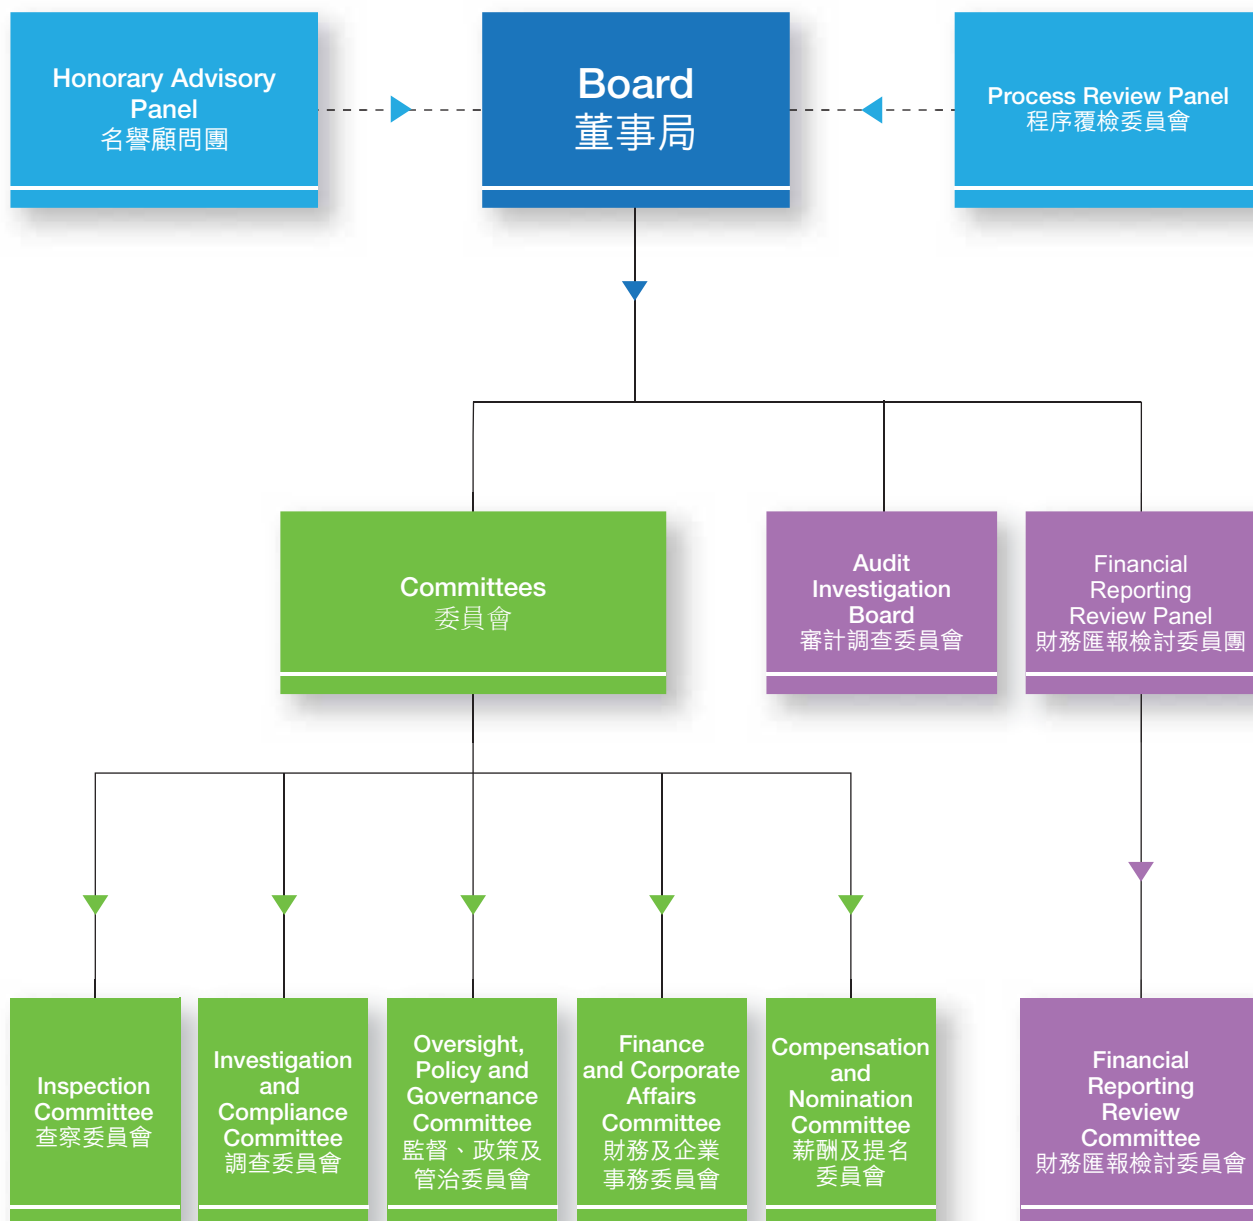 Honorary Advisory
Panel
名譽顧問團
Board
董事局
Process Review Panel
程序覆檢委員會
Committees
委員會
Audit
Investigation
Board
審計調查委員會
Financial
Reporting
Review Panel
財務匯報檢討委員團
Inspection
Committee
查察委員會
Investigation
and
Compliance
Committee
調查委員會
Oversight,
Policy and
Governance
Committee
監督、政策及
管治委員會
Finance
and Corporate
Affairs
Committee
財務及企業
事務委員會
Compensation
and
Nomination
Committee
薪酬及提名
委員會
Financial
Reporting
Review
Committee
財務匯報檢討委員會